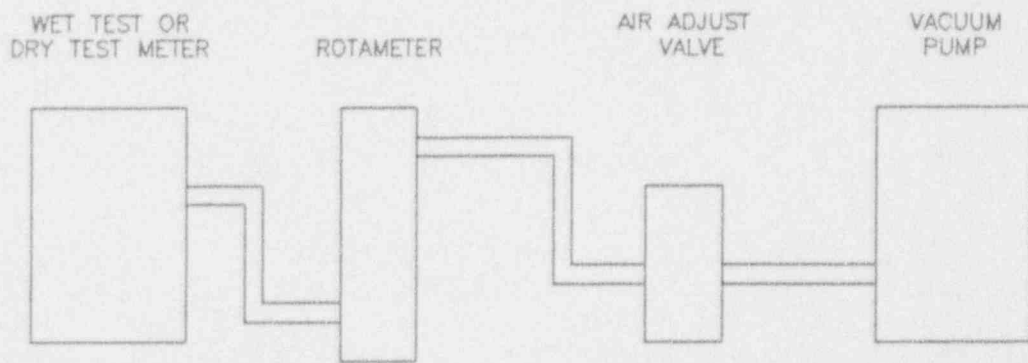 WET TEST OR
DRY TEST METER
ROTAMETER
AIR ADJUST
VALVE
VACUUM
PUMP